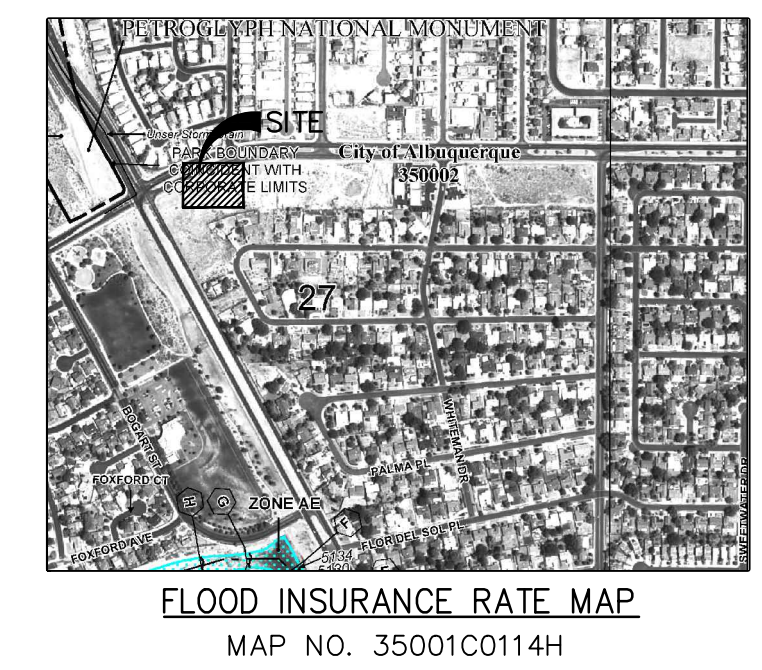 PETROGLYPH NATIONAL MONUMENT
SITE
Unser Storm Drain
PARK BOUNDARY
COINCIDENT WITH
CORPORATE LIMITS
City of Albuquerque
350002
27
BOGART ST
WHITEMAN DR
PALMA PL
FOXFORD CT
H
G
ZONE AE
F
FLOR DEL SOL PL
FOXFORD AVE
5134
5130
SWEETWATER DR
FLOOD INSURANCE RATE MAP
MAP NO. 35001C0114H